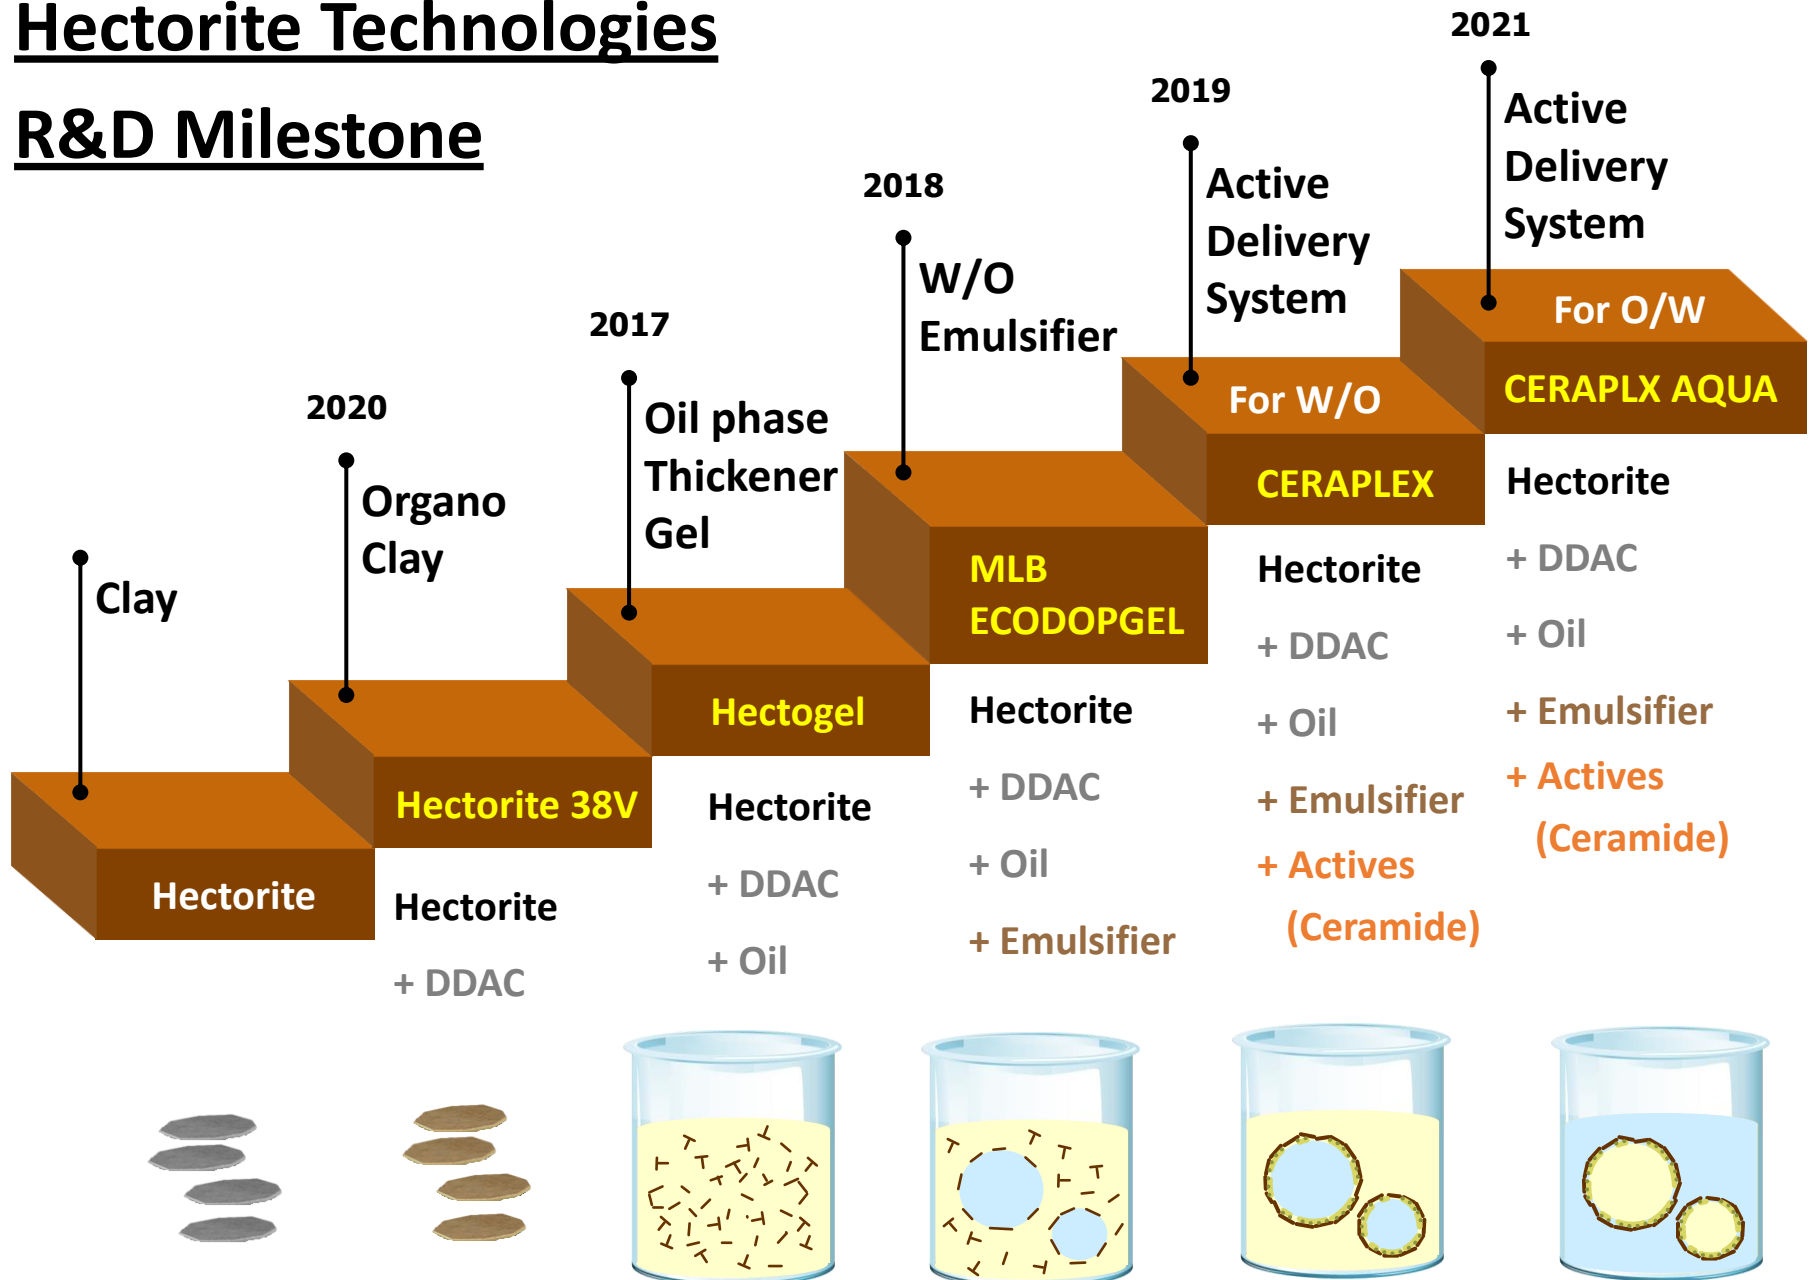 Hectorite Technologies
R&D Milestone
Clay
Hectorite
2020
Organo
Clay
Hectorite 38V
Hectorite
+ DDAC
2017
Oil phase
Thickener
Gel
Hectogel
Hectorite
+ DDAC
+ Oil
2018
W/O
Emulsifier
MLB
ECODOPGEL
Hectorite
+ DDAC
+ Oil
+ Emulsifier
2019
Active
Delivery
System
For W/O
CERAPLEX
Hectorite
+ DDAC
+ Oil
+ Emulsifier
+ Actives
(Ceramide)
2021
Active
Delivery
System
For O/W
CERAPLX AQUA
Hectorite
+ DDAC
+ Oil
+ Emulsifier
+ Actives
(Ceramide)